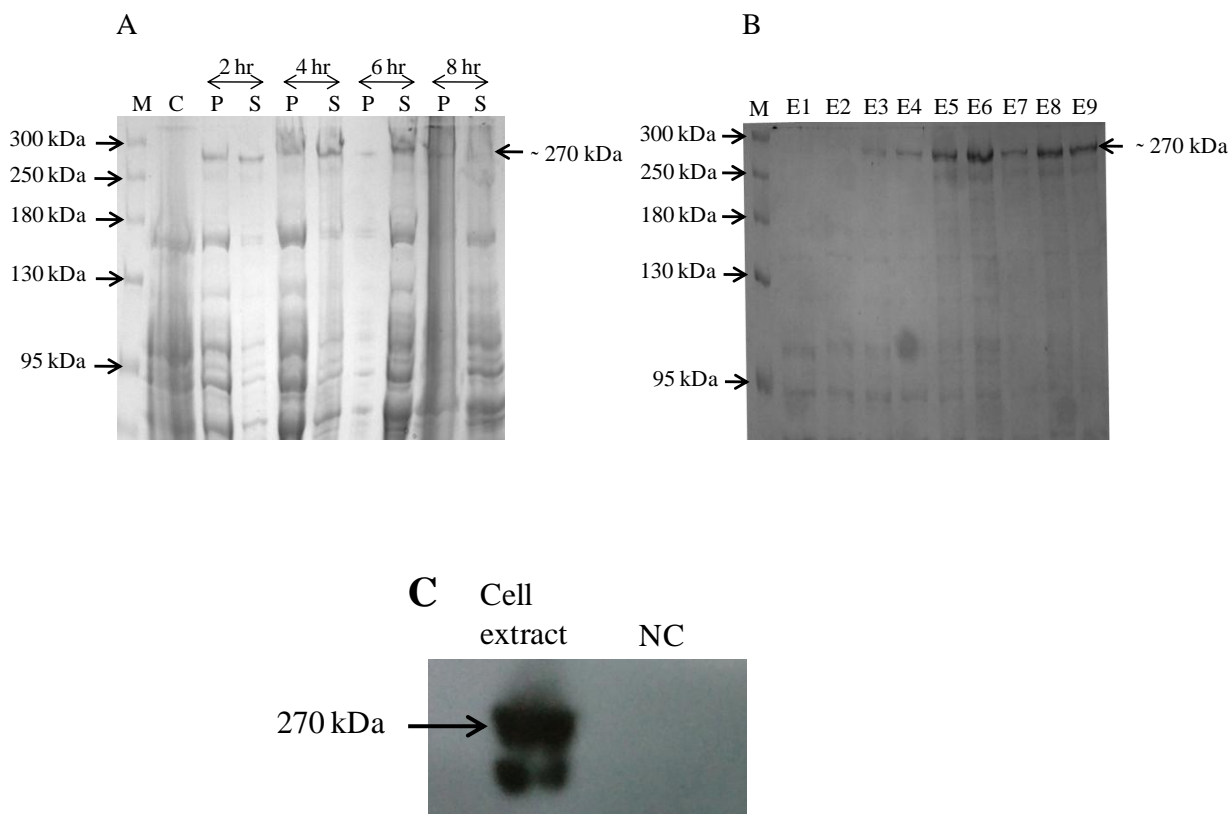 A
2 hr 4 hr 6 hr 8 hr
M C P S P S P S P S
300 kDa
250 kDa
180 kDa
130 kDa
95 kDa
~ 270 kDa
B
M E1 E2 E3 E4 E5 E6 E7 E8 E9
300 kDa
250 kDa
180 kDa
130 kDa
95 kDa
~ 270 kDa
C
Cell
extract NC
270 kDa